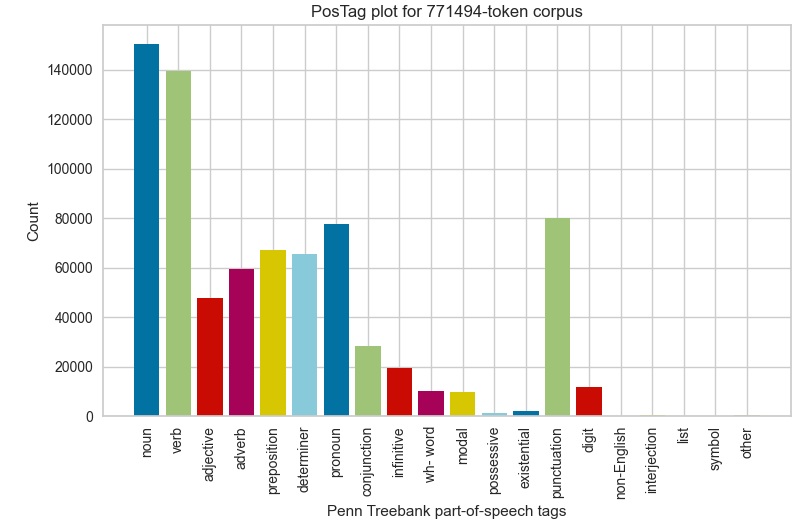 PosTag plot for 771494-token corpus
140000
120000
100000
80000
60000
40000
20000
0
Count
noun
verb
adjective
adverb
preposition
determiner
pronoun
conjunction
infinitive
wh- word
modal
possessive
existential
punctuation
digit
non-English
interjection
list
symbol
other
Penn Treebank part-of-speech tags